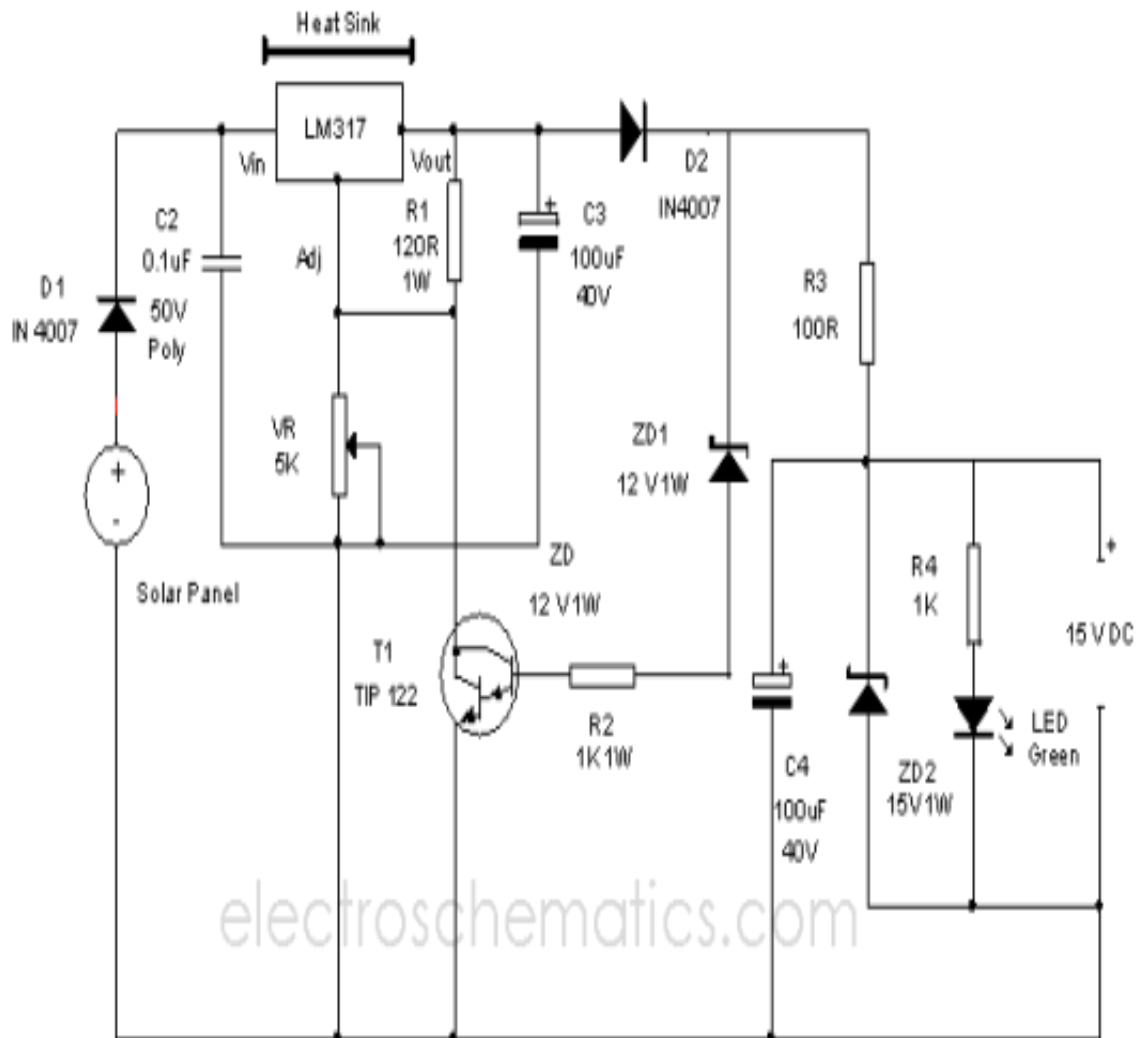 Heat Sink
LM317
Vin
Vout
Adj
C2
0.1uF
50V
Poly
D1
IN 4007
R1
120R
1W
+
C3
100uF
40V
D2
IN4007
R3
100R
VR
5K
ZD1
12 V 1W
+
-
Solar Panel
ZD
12 V 1W
T1
TIP 122
R2
1K 1W
+
C4
100uF
40V
ZD2
15V 1W
R4
1K
LED
Green
+
15 V DC
electroschematics.com